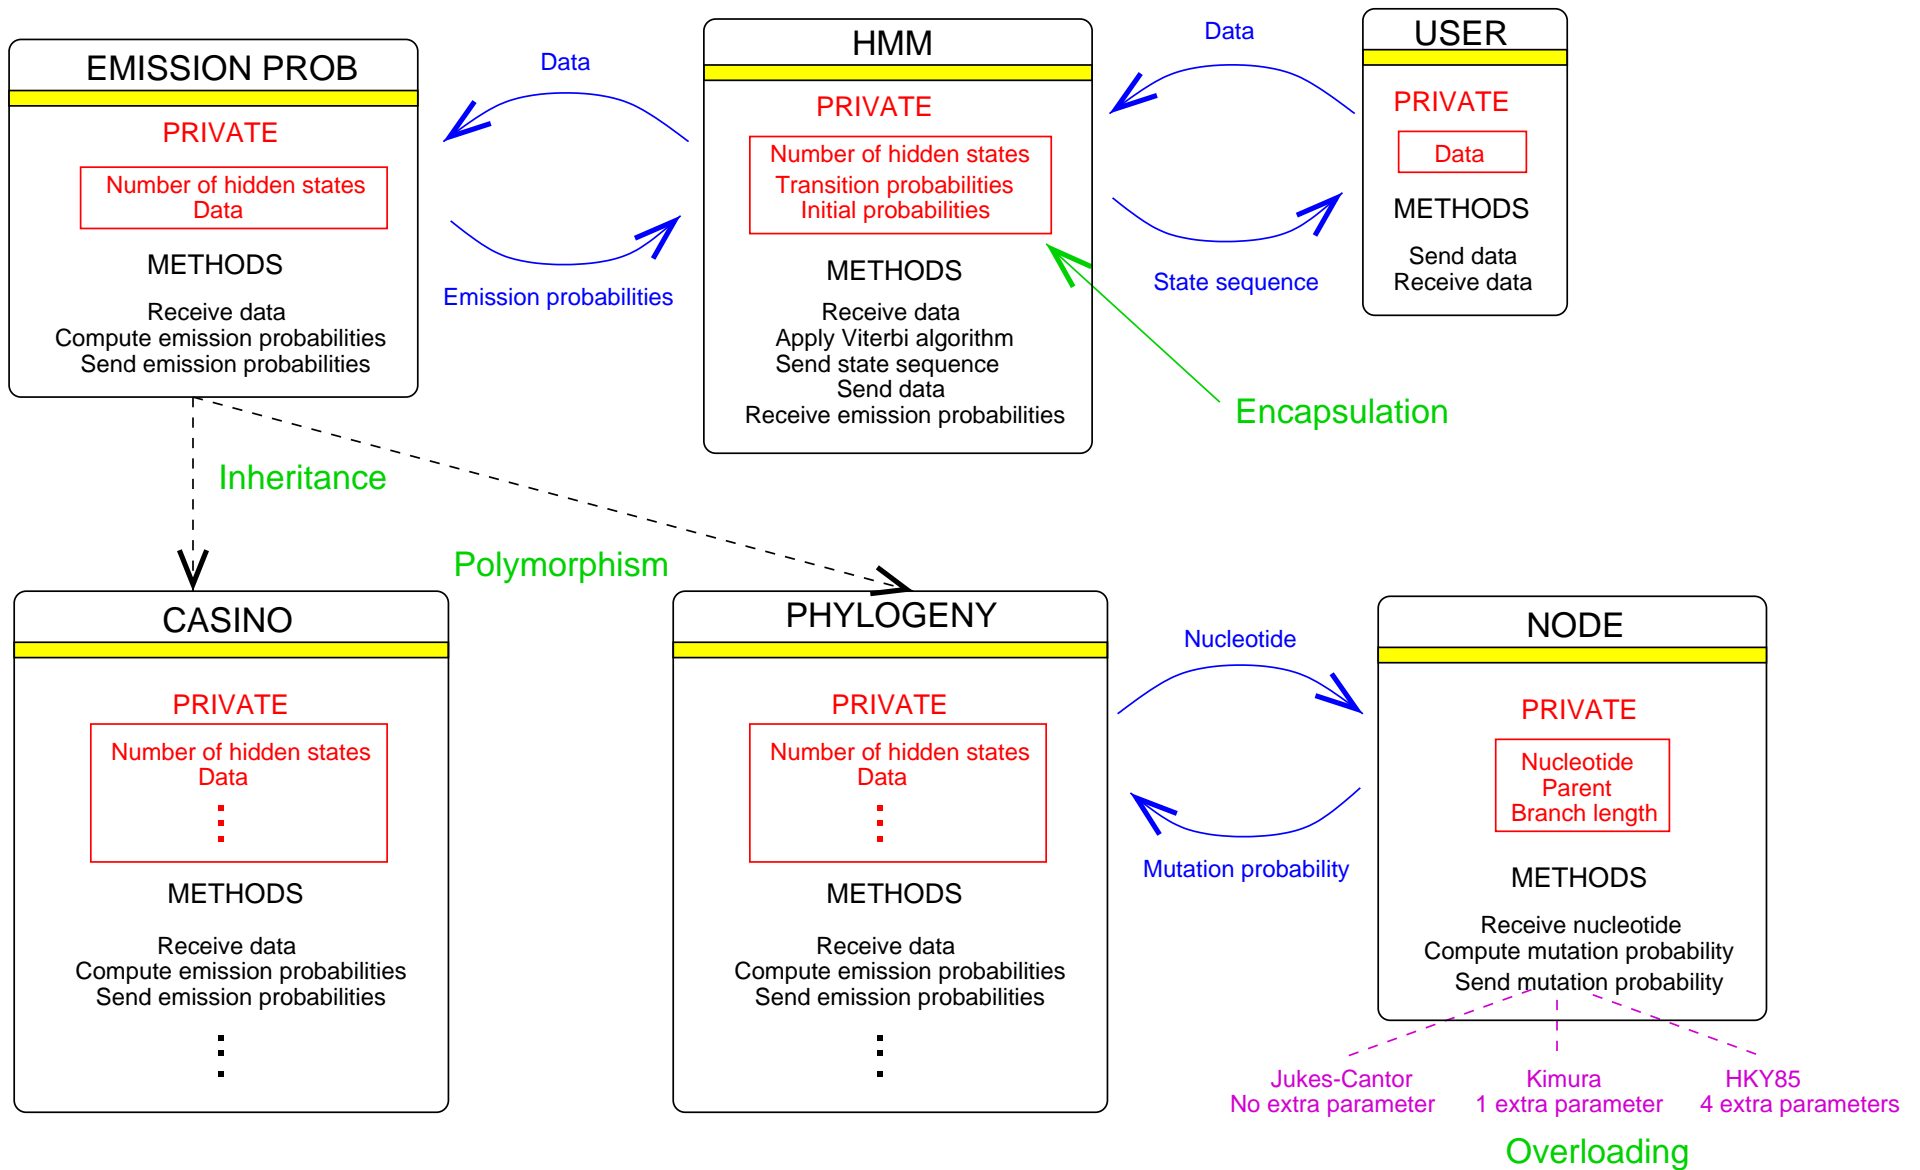 EMISSION PROB
PRIVATE
Number of hidden states
Data
METHODS
Receive data
Compute emission probabilities
Send emission probabilities
Data
Emission probabilities
HMM
PRIVATE
Number of hidden states
Transition probabilities
Initial probabilities
METHODS
Receive data
Apply Viterbi algorithm
Send state sequence
Send data
Receive emission probabilities
Data
State sequence
USER
PRIVATE
Data
METHODS
Send data
Receive data
Encapsulation
Inheritance
Polymorphism
CASINO
PRIVATE
Number of hidden states
Data
METHODS
Receive data
Compute emission probabilities
Send emission probabilities
PHYLOGENY
PRIVATE
Number of hidden states
Data
METHODS
Receive data
Compute emission probabilities
Send emission probabilities
Nucleotide
Mutation probability
NODE
PRIVATE
Nucleotide
Parent
Branch length
METHODS
Receive nucleotide
Compute mutation probability
Send mutation probability
Jukes-Cantor
No extra parameter
Kimura
1 extra parameter
HKY85
4 extra parameters
Overloading